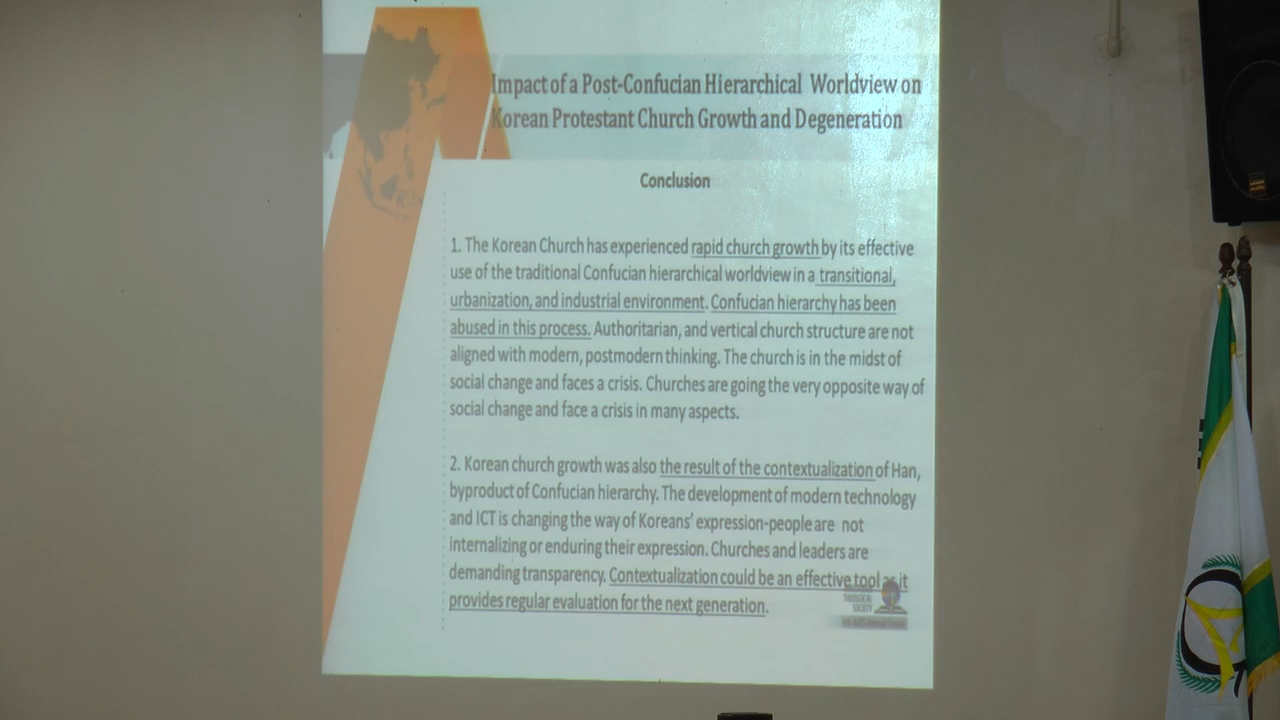 Impact of a Post-Confucian Hierarchical Worldview on
Korean Protestant Church Growth and Degeneration
Conclusion
1. The Korean Church has experienced rapid church growth by its effective
use of the traditional Confucian hierarchical worldview in a transitional,
urbanization, and industrial environment. Confucian hierarchy has been
abused in this process. Authoritarian, and vertical church structure are not
aligned with modern, postmodern thinking. The church is in the midst of
social change and faces a crisis. Churches are going the very opposite way of
social change and face a crisis in many aspects.
2. Korean church growth was also the result of the contextualization of Han,
byproduct of Confucian hierarchy. The development of modern technology
and ICT is changing the way of Koreans' expression-people are not
internalizing or enduring their expression. Churches and leaders are
demanding transparency. Contextualization could be an effective tool as it
provides regular evaluation for the next generation.
THEOLOGICAL
SOCIETY